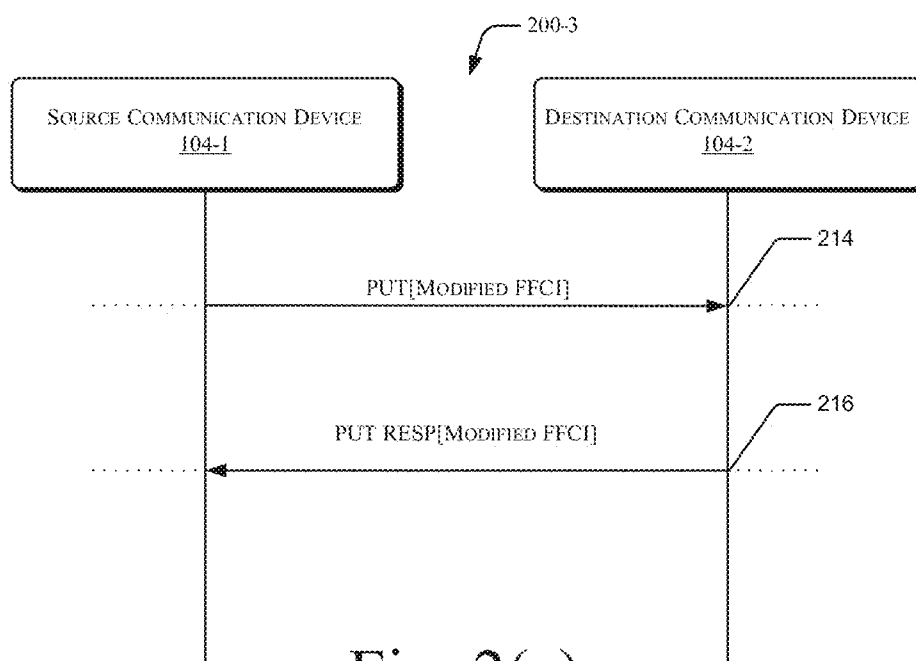 200-3
SOURCE COMMUNICATION DEVICE
104-1
DESTINATION COMMUNICATION DEVICE
104-2
214
PUT[MODIFIED FFCI]
216
PUT RESP[MODIFIED FFCI]